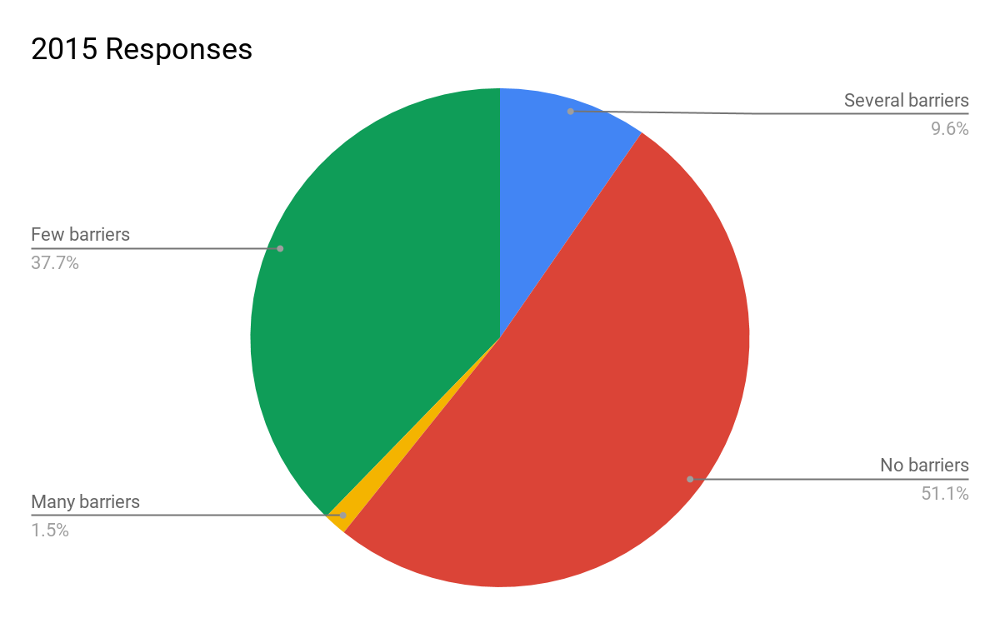 2015 Responses
Several barriers
9.6%
Few barriers
37.7%
No barriers
51.1%
Many barriers
1.5%